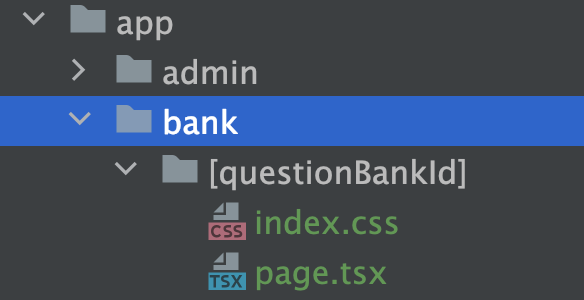 app
admin
bank
[questionBankId]
CSS index.css
TSX page.tsx